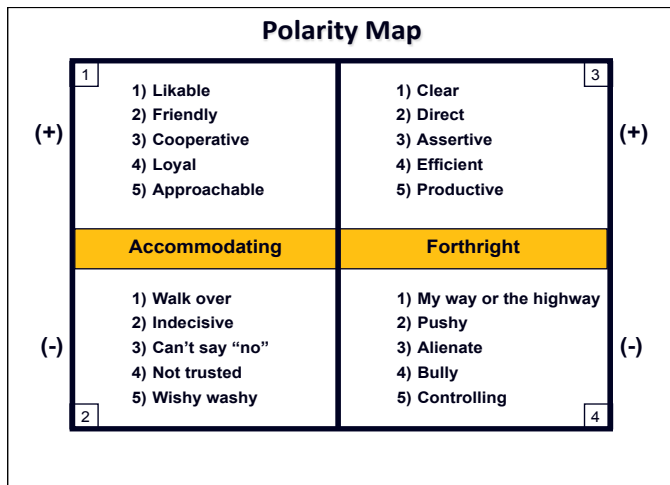 Polarity Map
1
1) Likable
2) Friendly
3) Cooperative
4) Loyal
5) Approachable
(+)
3
1) Clear
2) Direct
3) Assertive
4) Efficient
5) Productive
(+)
Accommodating
Forthright
1) Walk over
2) Indecisive
3) Can’t say “no”
4) Not trusted
5) Wishy washy
(-)
2
1) My way or the highway
2) Pushy
3) Alienate
4) Bully
5) Controlling
(-)
4